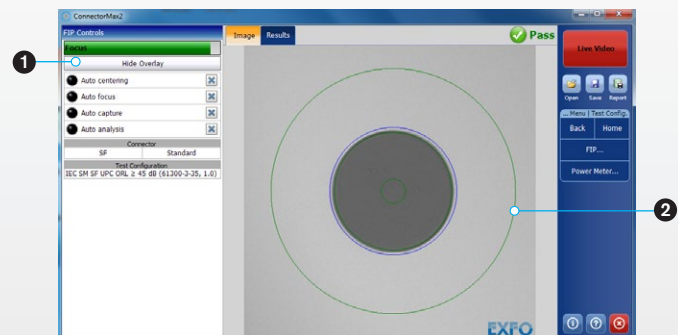 ConnectorMax2
FIP Controls
Focus
1
Hide Overlay
Auto centering
Auto focus
Auto capture
Auto analysis
Connector
SF Standard
Test Configuration
IEC SM SF UPC ORL ≥ 45 dB (61300-3-35, 1.0)
Image Results
Pass
2
EXFO
Live Video
Open Save Report
... Menu | Test Config.
Back Home
FIP...
Power Meter...